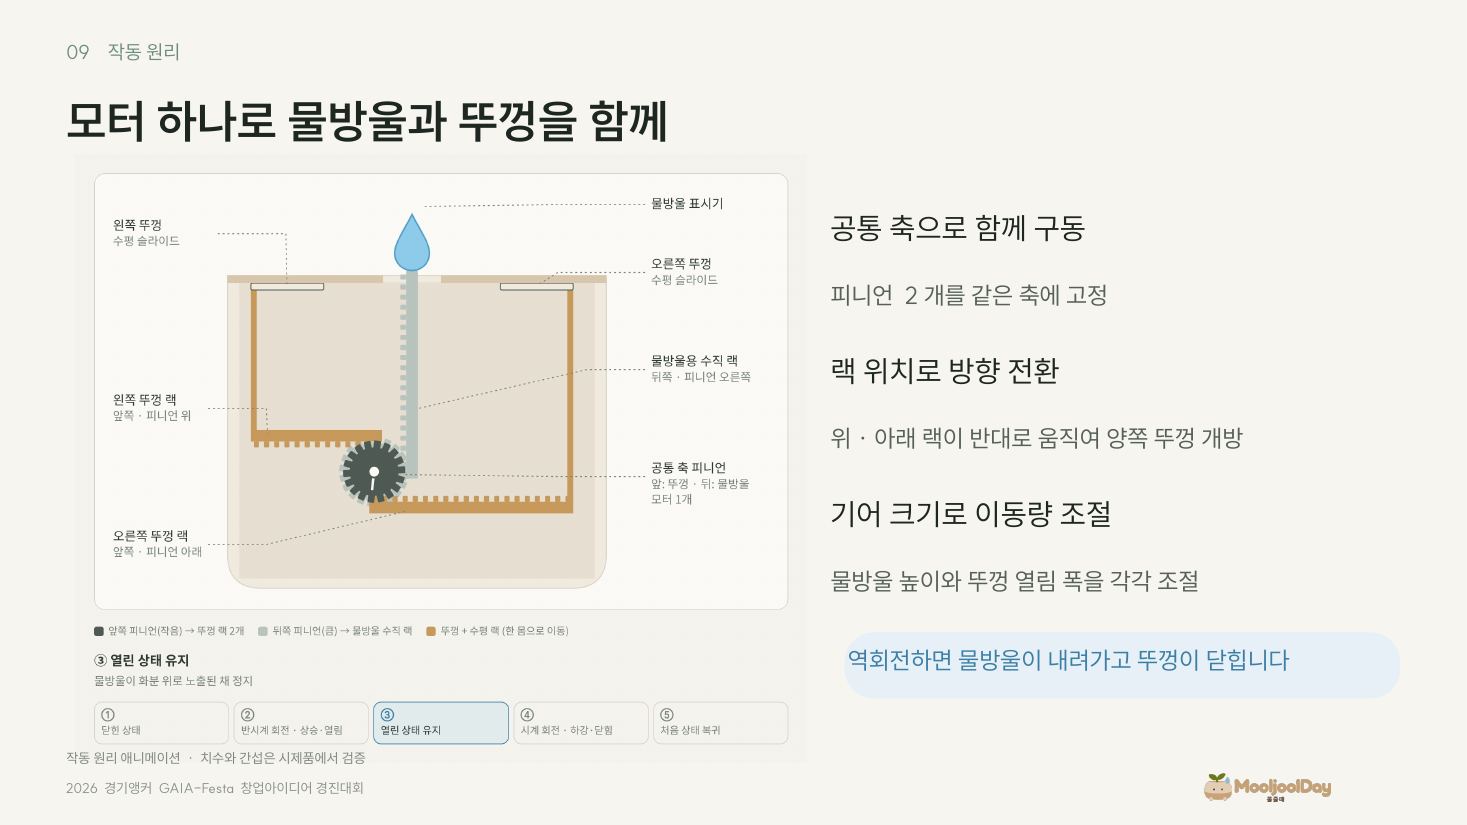 09 작동 원리
모터 하나로 물방울과 뚜껑을 함께
왼쪽 뚜껑
수평 슬라이드
물방울 표시기
오른쪽 뚜껑
수평 슬라이드
물방울용 수직 랙
뒤쪽 · 피니언 오른쪽
왼쪽 뚜껑 랙
앞쪽 · 피니언 위
공통 축 피니언
앞: 뚜껑 · 뒤: 물방울
모터 1개
오른쪽 뚜껑 랙
앞쪽 · 피니언 아래
앞쪽 피니언(작음) → 뚜껑 랙 2개
뒤쪽 피니언(큼) → 물방울 수직 랙
뚜껑 + 수평 랙 (한 몸으로 이동)
③ 열린 상태 유지
물방울이 화분 위로 노출된 채 정지
①
닫힌 상태
②
반시계 회전 · 상승·열림
③
열린 상태 유지
④
시계 회전 · 하강·닫힘
⑤
처음 상태 복귀
공통 축으로 함께 구동
피니언 2 개를 같은 축에 고정
랙 위치로 방향 전환
위 · 아래 랙이 반대로 움직여 양쪽 뚜껑 개방
기어 크기로 이동량 조절
물방울 높이와 뚜껑 열림 폭을 각각 조절
역회전하면 물방울이 내려가고 뚜껑이 닫힙니다
작동 원리 애니메이션 · 치수와 간섭은 시제품에서 검증
2026 경기앵커 GAIA-Festa 창업아이디어 경진대회
MooljoolDay